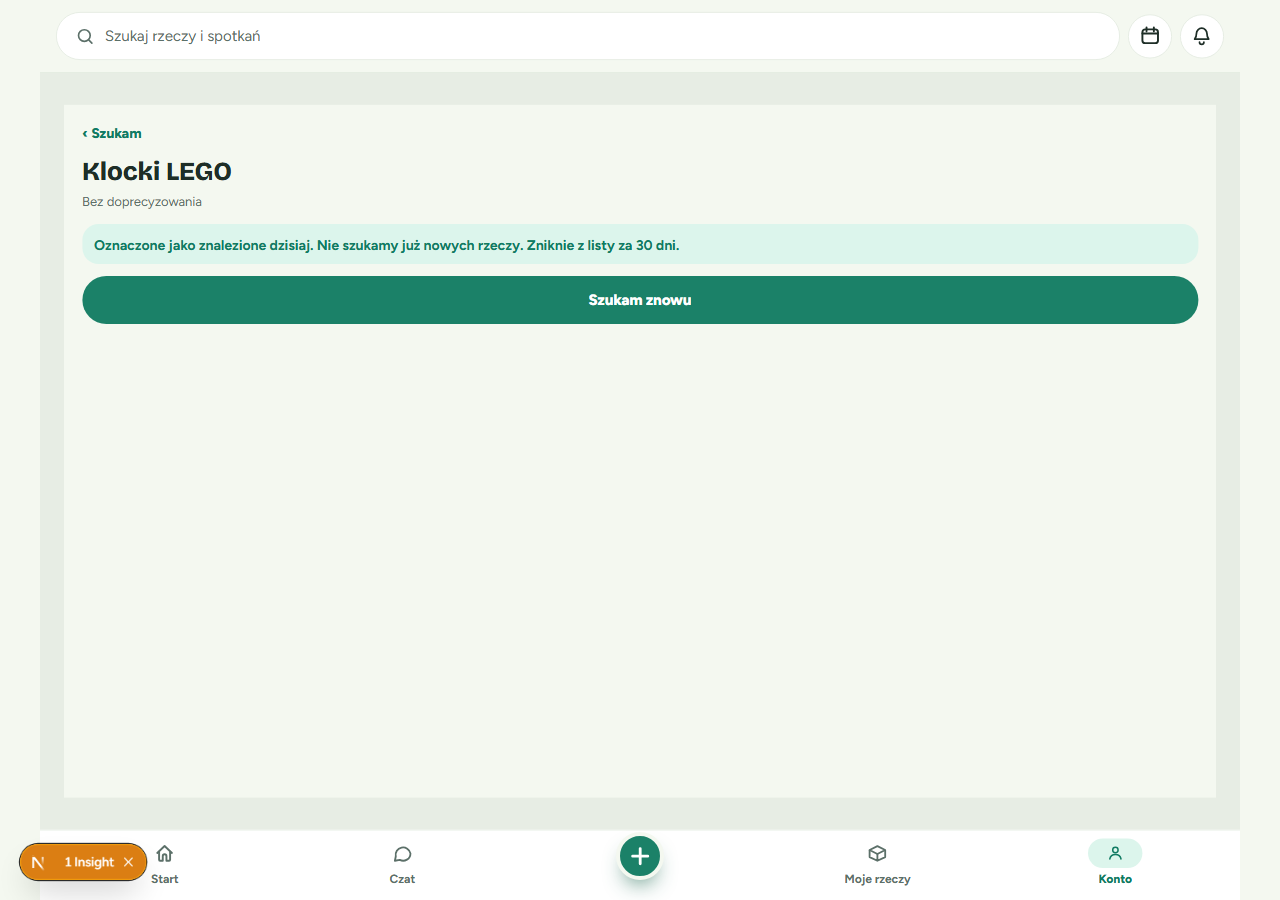 Szukaj rzeczy i spotkań
‹ Szukam
Klocki LEGO
Bez doprecyzowania
Oznaczone jako znalezione dzisiaj. Nie szukamy już nowych rzeczy. Zniknie z listy za 30 dni.
Szukam znowu
N 1 Insight
Start
Czat
Moje rzeczy
Konto